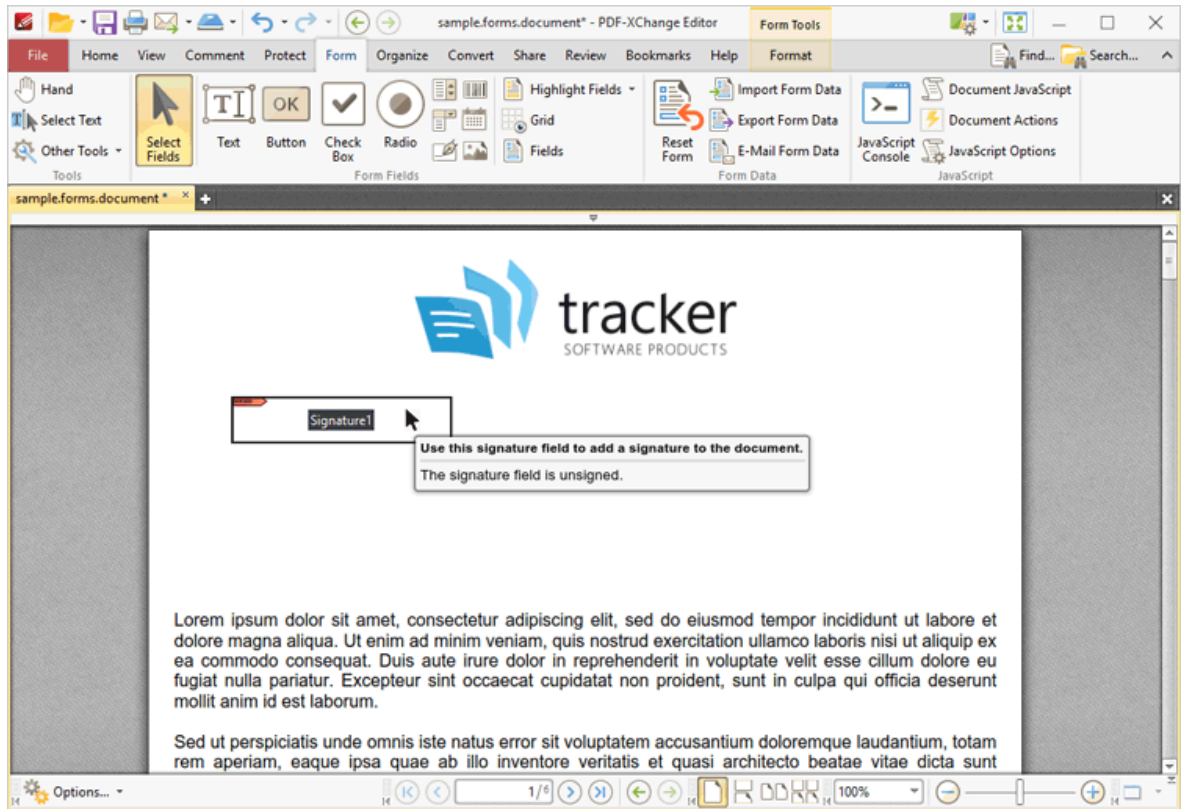 sample.forms.document* - PDF-XChange Editor
Form Tools
File Home View Comment Protect Form Organize Convert Share Review Bookmarks Help Format Find... Search...
Hand
Select Text
Other Tools
Tools
Select Fields
TI Text
OK Button
Check Box
Radio
Form Fields
Highlight Fields
Grid
Fields
Reset Form
Import Form Data
Export Form Data
E-Mail Form Data
Form Data
JavaScript Console
Document JavaScript
Document Actions
JavaScript Options
JavaScript
sample.forms.document *
tracker
SOFTWARE PRODUCTS
Signature1
Use this signature field to add a signature to the document.
The signature field is unsigned.
Lorem ipsum dolor sit amet, consectetur adipiscing elit, sed do eiusmod tempor incididunt ut labore et
dolore magna aliqua. Ut enim ad minim veniam, quis nostrud exercitation ullamco laboris nisi ut aliquip ex
ea commodo consequat. Duis aute irure dolor in reprehenderit in voluptate velit esse cillum dolore eu
fugiat nulla pariatur. Excepteur sint occaecat cupidatat non proident, sunt in culpa qui officia deserunt
mollit anim id est laborum.
Sed ut perspiciatis unde omnis iste natus error sit voluptatem accusantium doloremque laudantium, totam
rem aperiam, eaque ipsa quae ab illo inventore veritatis et quasi architecto beatae vitae dicta sunt
Options... 1/6 100%